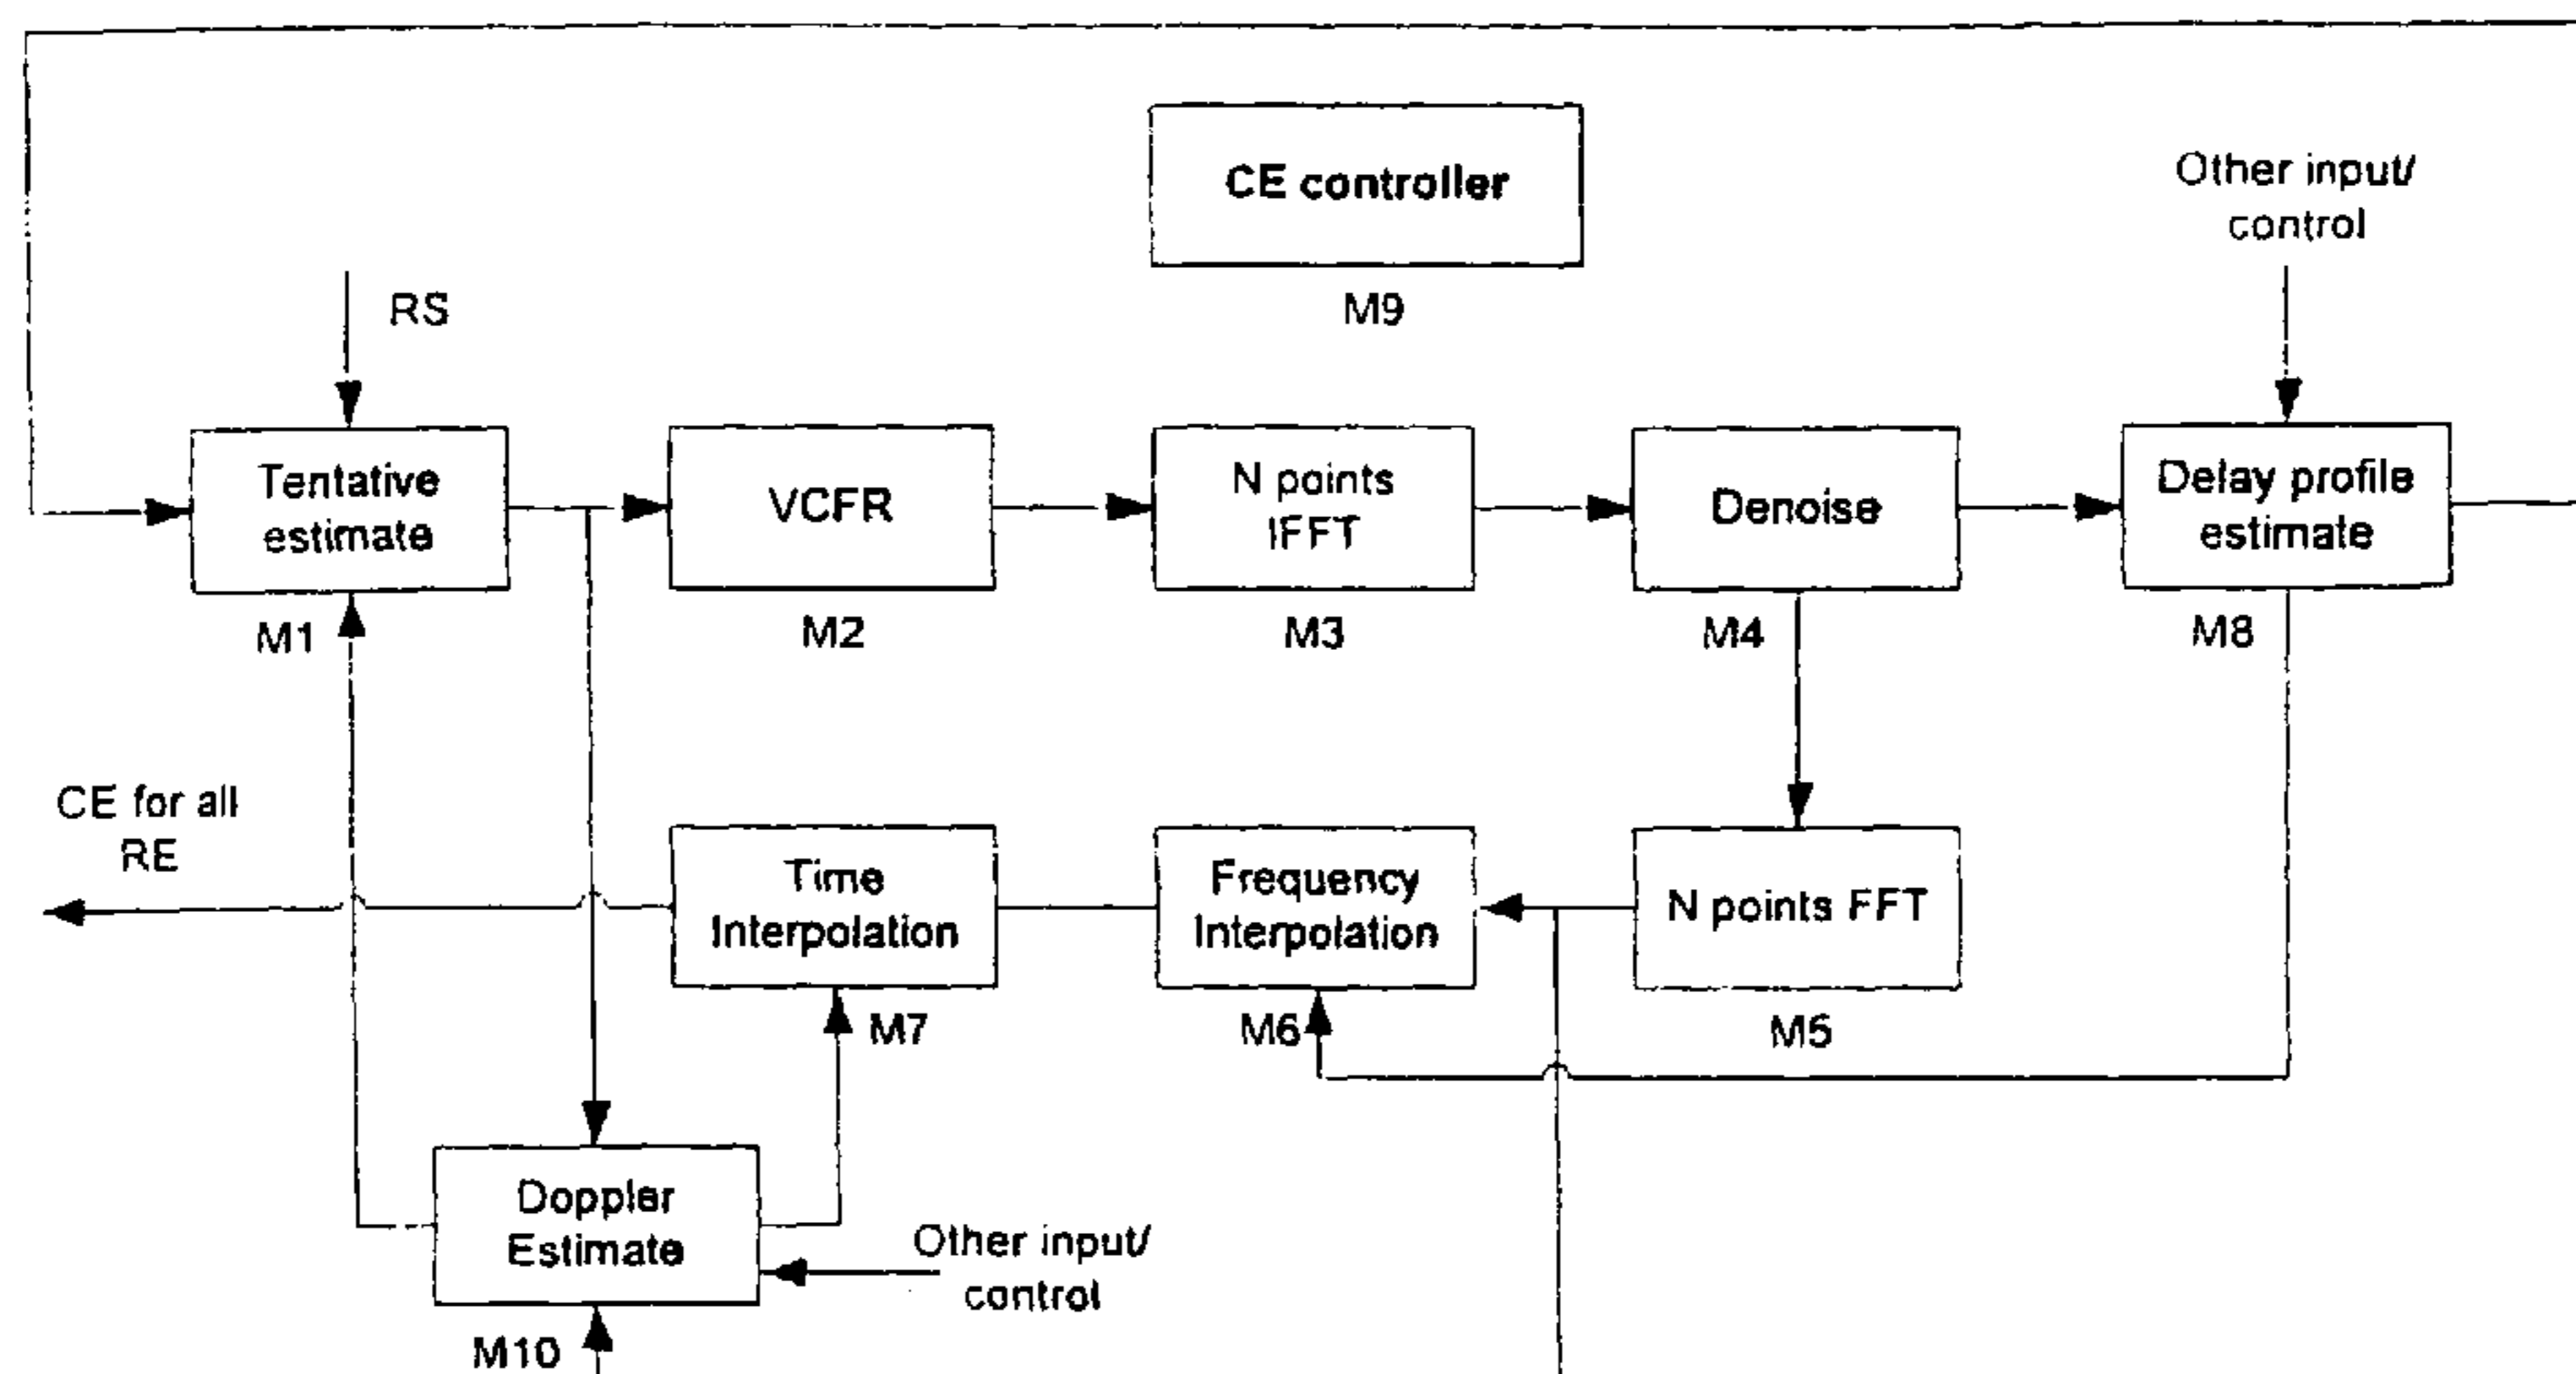 CE controller
M9
Other input/
control
RS
Tentative
estimate
M1
VCFR
M2
N points
IFFT
M3
Denoise
M4
Delay profile
estimate
M8
CE for all
RE
Time
Interpolation
M7
Frequency
Interpolation
M6
N points FFT
M5
Doppler
Estimate
M10
Other input/
control